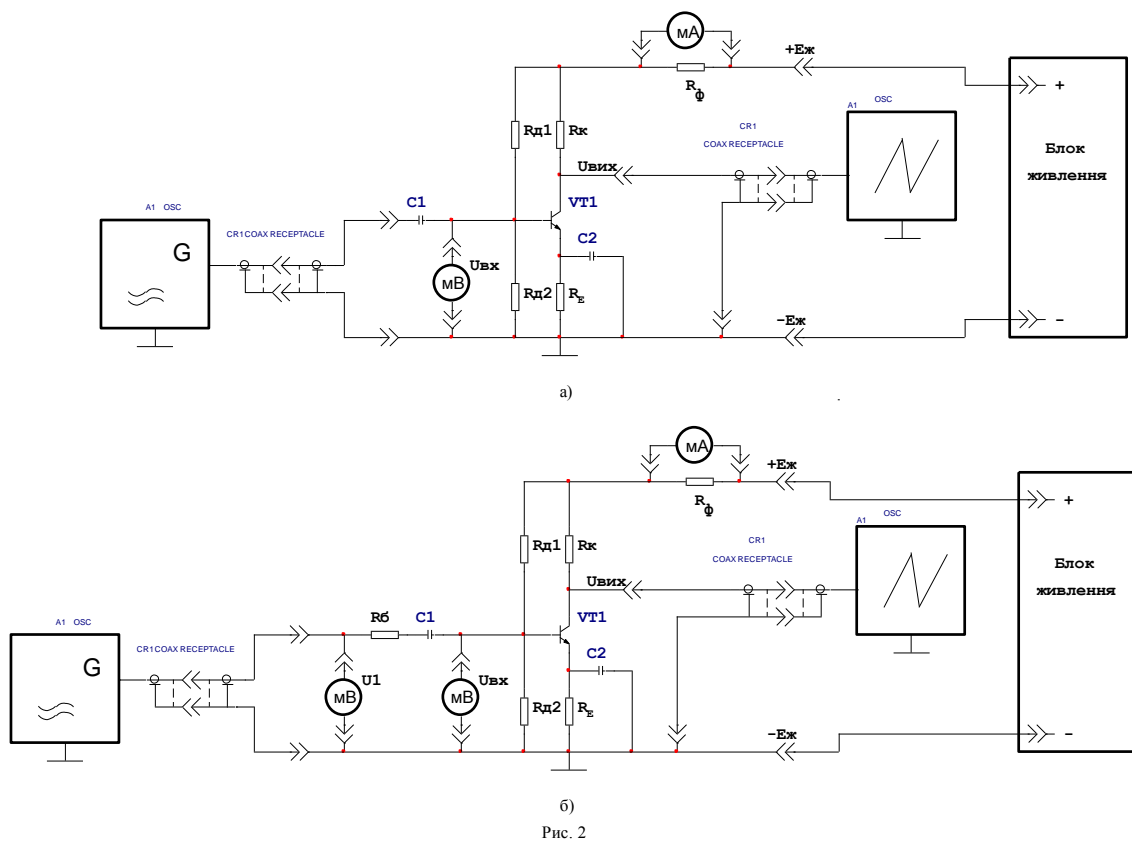 мА
+Еж
Rф
A1 OSC
+
CR1
COAX RECEPTACLE
Rд1
Rк
Блок
живлення
Uвих
C1
VT1
A1 OSC
CR1COAX RECEPTACLE
G
C2
Uвх
мВ
Rд2
RЕ
-Еж
-
а)
мА
+Еж
Rф
+
A1 OSC
CR1
COAX RECEPTACLE
Rд1
Rк
Блок
живлення
Uвих
Rб
C1
VT1
A1 OSC
CR1COAX RECEPTACLE
G
C2
U1
Uвх
мВ
мВ
Rд2
RЕ
-Еж
-
б)
Рис. 2